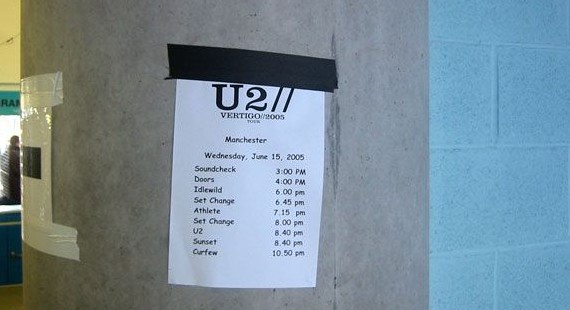 RAN
U2//
VERTIGO//2005
TOUR
Manchester
Wednesday, June 15, 2005
Soundcheck 3:00 PM
Doors 4:00 PM
Idlewild 6.00 pm
Set Change 6.45 pm
Athlete 7.15 pm
Set Change 8.00 pm
U2 8.40 pm
Sunset 8.40 pm
Curfew 10.50 pm